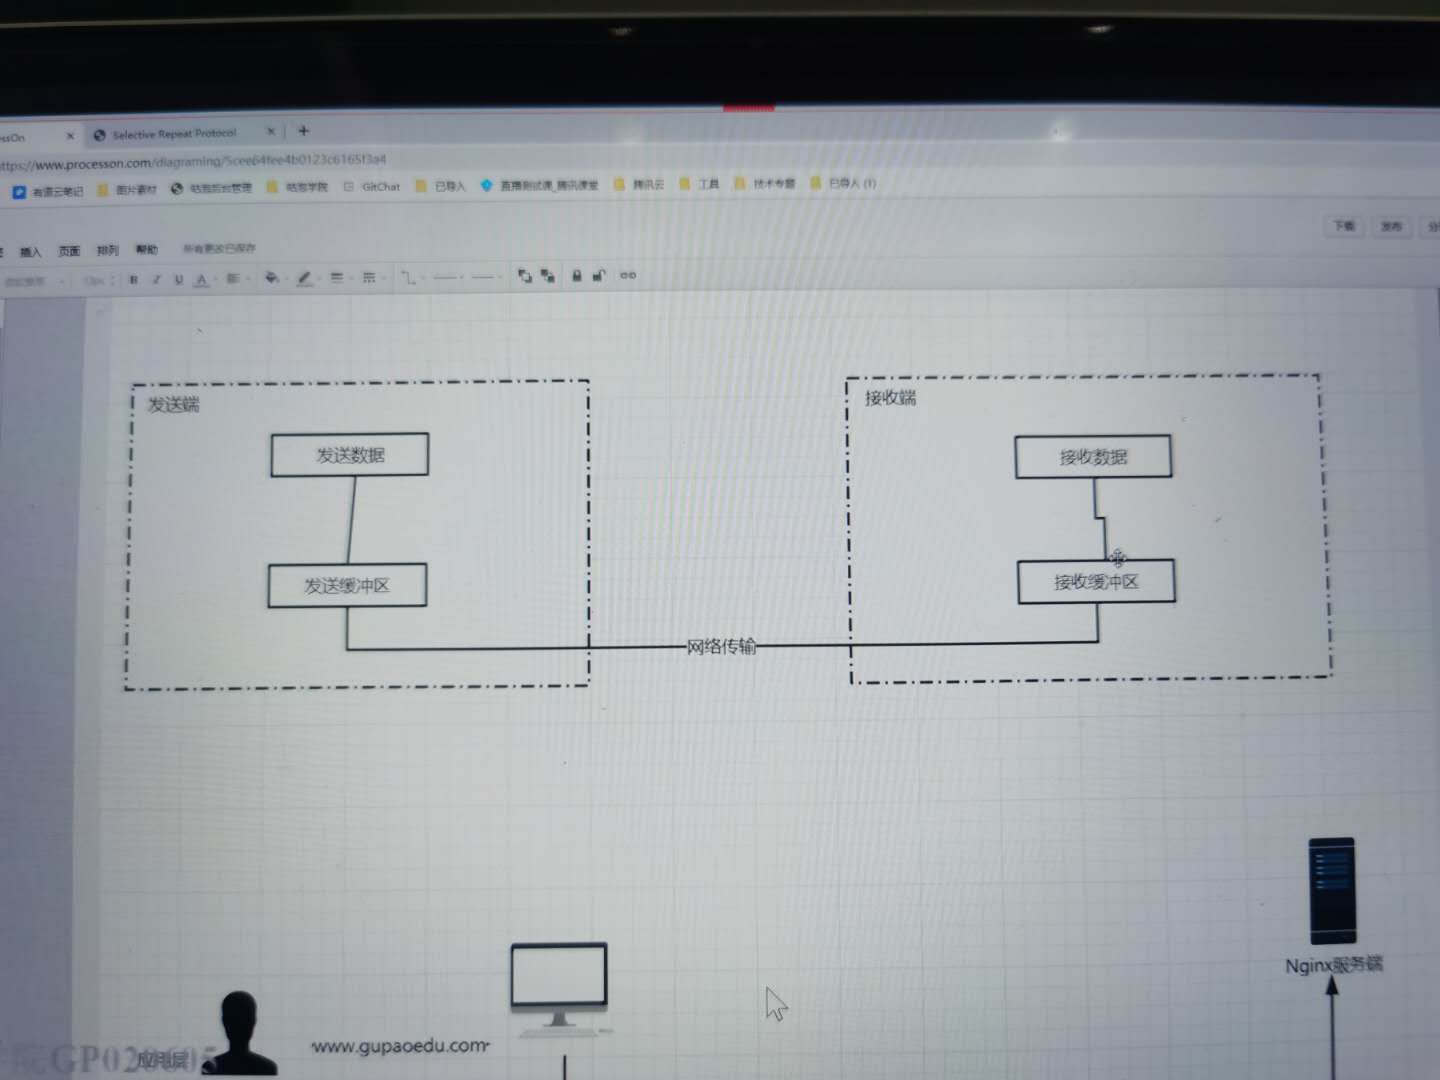 ssOn
Selective Repeat Protocol
https://www.processon.com/diagraming/5cee64fee4b0123c6165f3a4
有道云笔记 图片素材 咕泡后台管理 咕泡学院 GitChat 已导入 直播测试课_腾讯课堂 腾讯云 工具 技术专题 已导入 (1)
下载 发布
插入 页面 排列 帮助 所有更改已保存
B I U A
发送端
接收端
发送数据
接收数据
发送缓冲区
接收缓冲区
网络传输
Nginx服务端
www.gupaoedu.com
应用层